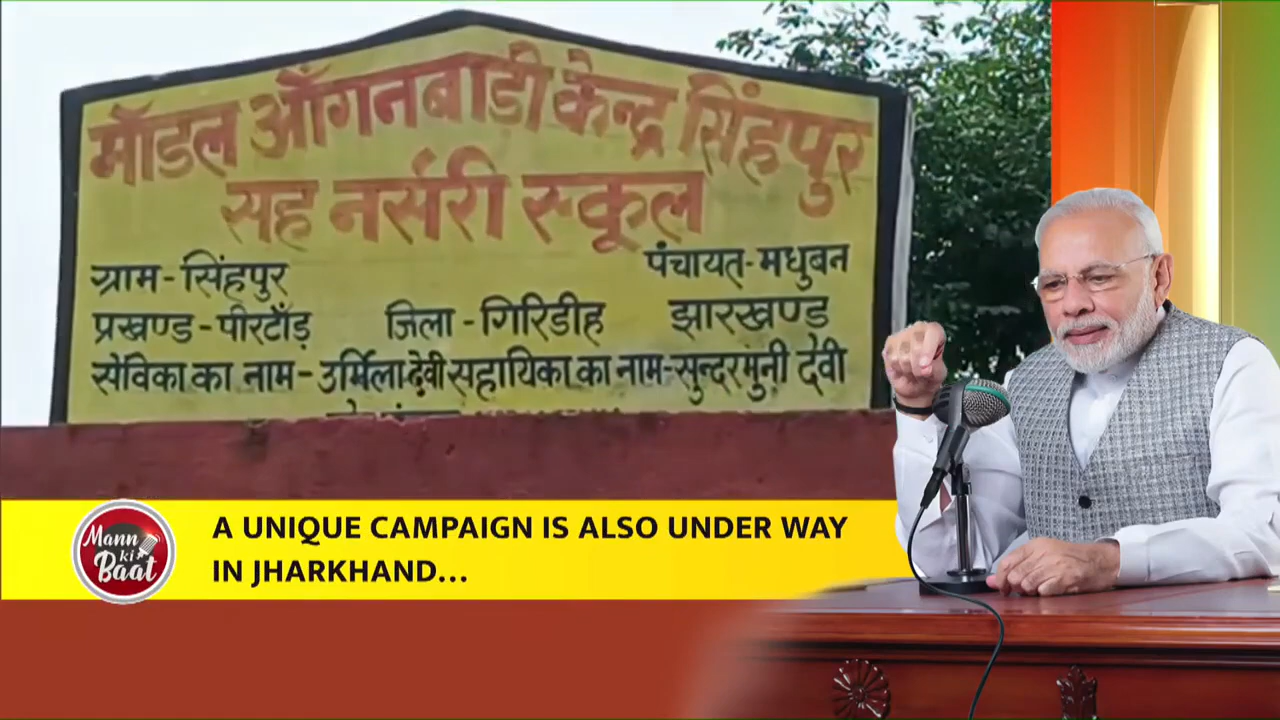 मॉडल आँगनबाड़ी केन्द्र सिंहपुर
सह नर्सरी स्कूल
ग्राम-सिंहपुर पंचायत-मधुबन
प्रखण्ड-पीरटाँड़ जिला-गिरिडीह झारखण्ड
सेविका का नाम-उर्मिला देवी सहायिका का नाम-सुन्दरमुनी देवी
Mann
ki
Baat
A UNIQUE CAMPAIGN IS ALSO UNDER WAY
IN JHARKHAND...